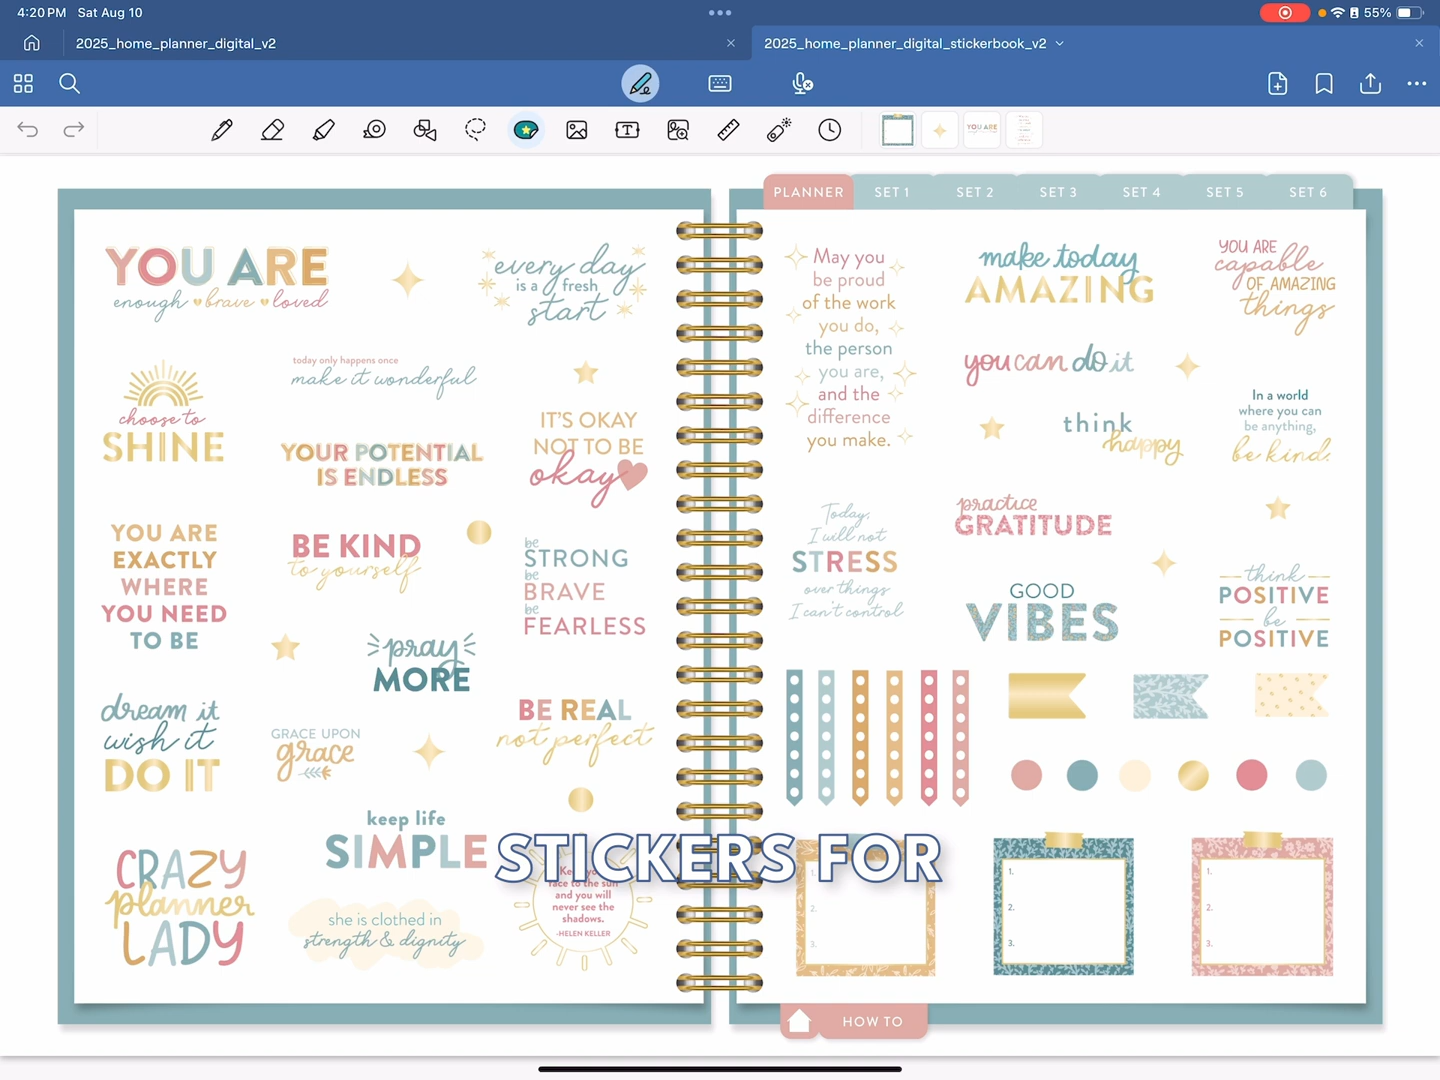 4:20 PM Sat Aug 10
55%
2025_home_planner_digital_v2
2025_home_planner_digital_stickerbook_v2
YOU ARE
PLANNER
SET 1
SET 2
SET 3
SET 4
SET 5
SET 6
YOU ARE
enough brave loved
every day
is a fresh
start
today only happens once
make it wonderful
choose to
SHINE
YOUR POTENTIAL
IS ENDLESS
IT'S OKAY
NOT TO BE
okay
YOU ARE
EXACTLY
WHERE
YOU NEED
TO BE
BE KIND
to yourself
be
STRONG
be
BRAVE
be
FEARLESS
pray
MORE
dream it
wish it
DO IT
GRACE UPON
grace
BE REAL
not perfect
keep life
SIMPLE
CRAZY
planner
LADY
she is clothed in
strength & dignity
face to the sun
and you will
never see the
shadows.
-HELEN KELLER
May you
be proud
of the work
you do,
the person
you are,
and the
difference
you make.
make today
AMAZING
YOU ARE
capable
OF AMAZING
things
you can do it
think
happy
In a world
where you can
be anything,
be kind.
practice
GRATITUDE
Today,
I will not
STRESS
over things
I can't control
GOOD
VIBES
think
POSITIVE
be
POSITIVE
STICKERS FOR
1.
2.
3.
1.
2.
3.
1.
2.
3.
HOW TO